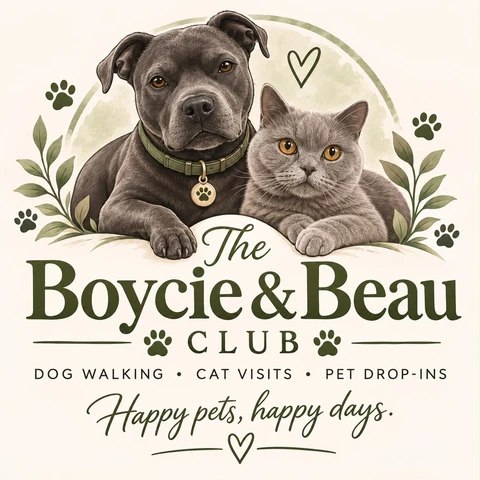 The
Boycie & Beau
CLUB
DOG WALKING • CAT VISITS • PET DROP-INS
Happy pets, happy days.